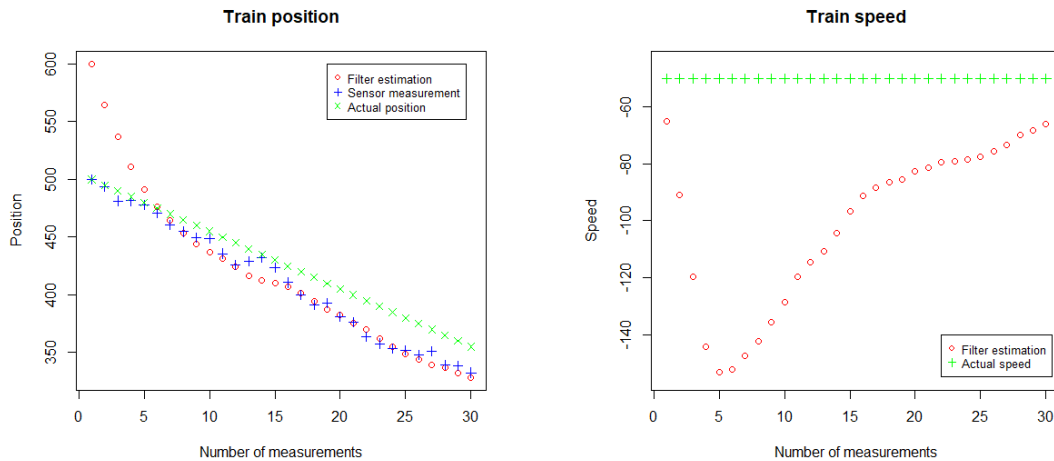 Train position
Position
600
550
500
450
400
350
0 5 10 15 20 25 30
Number of measurements
Filter estimation
Sensor measurement
Actual position
Train speed
Speed
-60
-80
-100
-120
-140
0 5 10 15 20 25 30
Number of measurements
Filter estimation
Actual speed